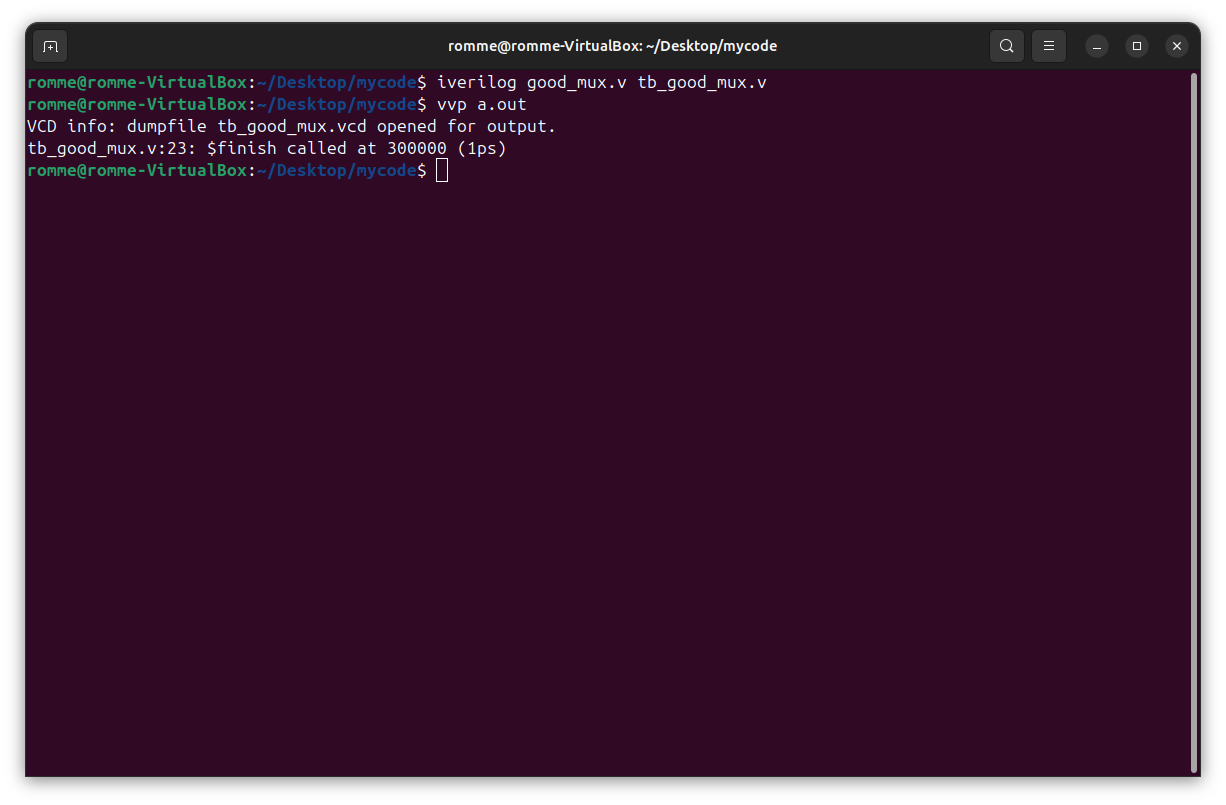 romme@romme-VirtualBox: ~/Desktop/mycode
romme@romme-VirtualBox:~/Desktop/mycode$ iverilog good_mux.v tb_good_mux.v
romme@romme-VirtualBox:~/Desktop/mycode$ vvp a.out
VCD info: dumpfile tb_good_mux.vcd opened for output.
tb_good_mux.v:23: $finish called at 300000 (1ps)
romme@romme-VirtualBox:~/Desktop/mycode$